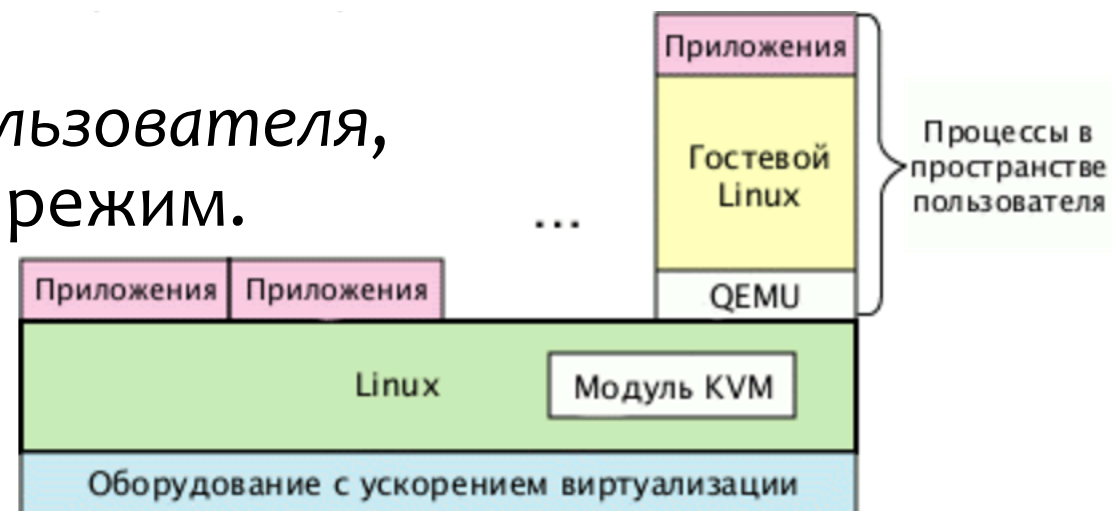 Приложения
льзователя,
режим.
Гостевой
Linux
Процессы в
пространстве
пользователя
...
Приложения
Приложения
QEMU
Linux
Модуль KVM
Оборудование с ускорением виртуализации